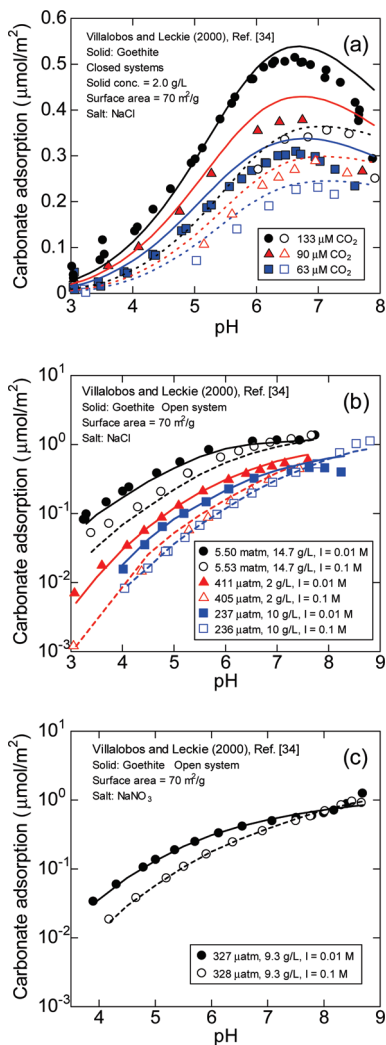 Villalobos and Leckie (2000), Ref. [34]
(a)
Solid: Goethite
Closed systems
Solid conc. = 2.0 g/L
Surface area = 70 m²/g
Salt: NaCl
Carbonate adsorption (μmol/m²)
0.6
0.5
0.4
0.3
0.2
0.1
0
133 μM CO₂
90 μM CO₂
63 μM CO₂
3 4 5 6 7 8
pH
Villalobos and Leckie (2000), Ref. [34]
(b)
Solid: Goethite Open system
Surface area = 70 m²/g
Salt: NaCl
Carbonate adsorption (μmol/m²)
10¹
10⁰
10⁻¹
10⁻²
10⁻³
5.50 matm, 14.7 g/L, I = 0.01 M
5.53 matm, 14.7 g/L, I = 0.1 M
411 μatm, 2 g/L, I = 0.01 M
405 μatm, 2 g/L, I = 0.1 M
237 μatm, 10 g/L, I = 0.01 M
236 μatm, 10 g/L, I = 0.1 M
3 4 5 6 7 8 9
pH
Villalobos and Leckie (2000), Ref. [34]
(c)
Solid: Goethite Open system
Surface area = 70 m²/g
Salt: NaNO₃
Carbonate adsorption (μmol/m²)
10¹
10⁰
10⁻¹
10⁻²
10⁻³
327 μatm, 9.3 g/L, I = 0.01 M
328 μatm, 9.3 g/L, I = 0.1 M
4 5 6 7 8 9
pH